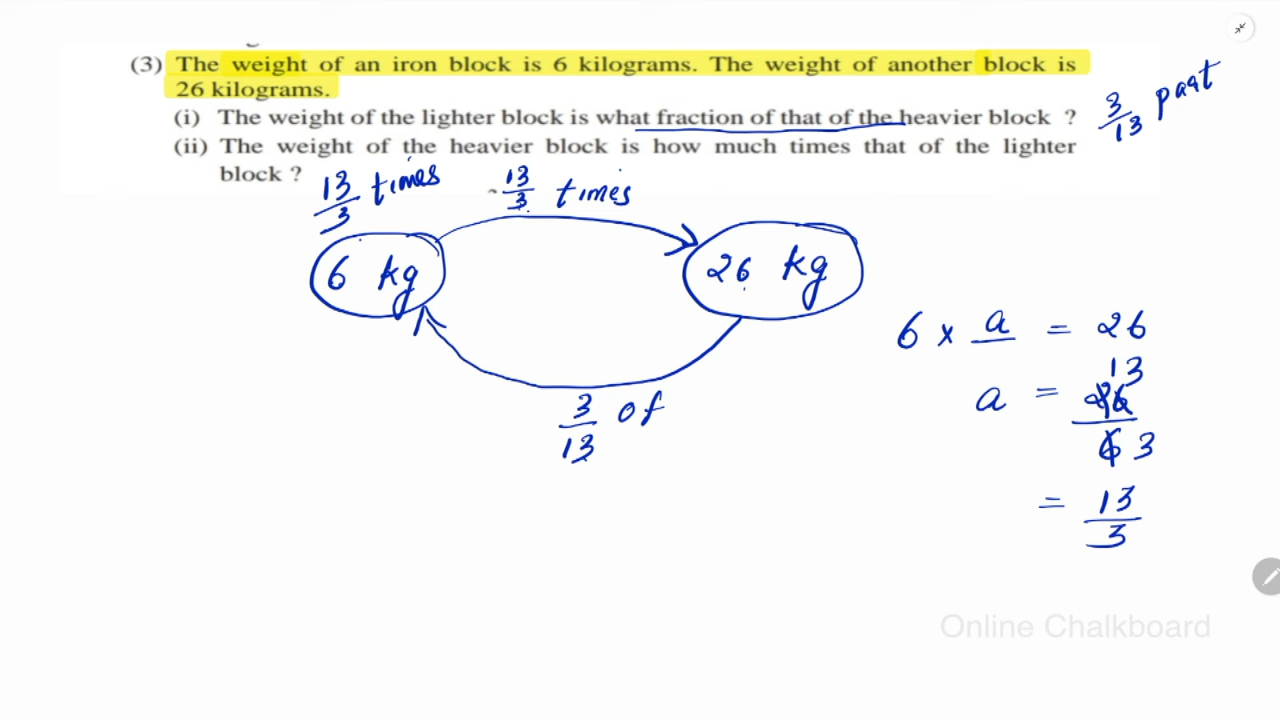 (3) The weight of an iron block is 6 kilograms. The weight of another block is
26 kilograms.
(i) The weight of the lighter block is what fraction of that of the heavier block ?
3/13 part
(ii) The weight of the heavier block is how much times that of the lighter
block ?
13/3 times
13/3 times
6 kg
26 kg
3/13 of
6 × a = 26
a = 26/6
13
3
= 13/3
Online Chalkboard